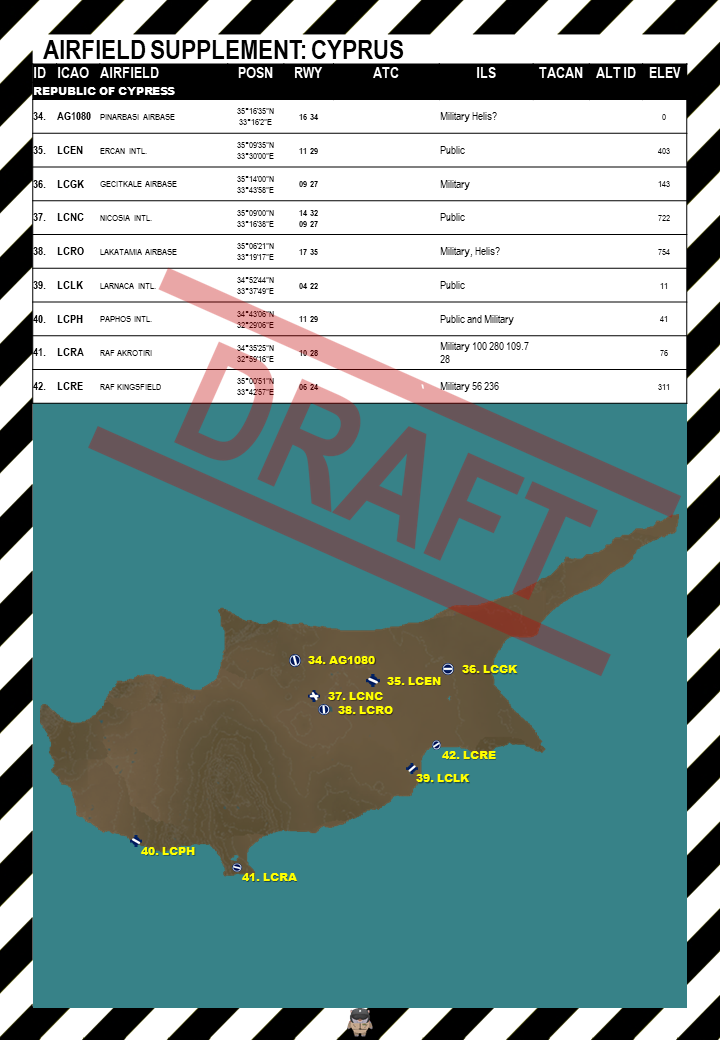 AIRFIELD SUPPLEMENT: CYPRUS
ID ICAO AIRFIELD POSN RWY ATC ILS TACAN ALT ID ELEV
REPUBLIC OF CYPRESS
34. AG1080 PINARBASI AIRBASE 35°16'35"N 33°16'2"E 16 34 Military Helis? 0
35. LCEN ERCAN INTL. 35°09'35"N 33°30'00"E 11 29 Public 403
36. LCGK GECITKALE AIRBASE 35°14'00"N 33°43'58"E 09 27 Military 143
37. LCNC NICOSIA INTL. 35°09'00"N 33°16'38"E 14 32 09 27 Public 722
38. LCRO LAKATAMIA AIRBASE 35°06'21"N 33°19'17"E 17 35 Military, Helis? 754
39. LCLK LARNACA INTL. 34°52'44"N 33°37'49"E 04 22 Public 11
40. LCPH PAPHOS INTL. 34°43'06"N 32°29'06"E 11 29 Public and Military 41
41. LCRA RAF AKROTIRI 34°35'25"N 32°59'16"E 10 28 Military 100 280 109.7 28 76
42. LCRE RAF KINGSFIELD 35°00'51"N 33°42'57"E 06 24 Military 56 236 311
DRAFT
34. AG1080
36. LCGK
35. LCEN
37. LCNC
38. LCRO
42. LCRE
39. LCLK
40. LCPH
41. LCRA